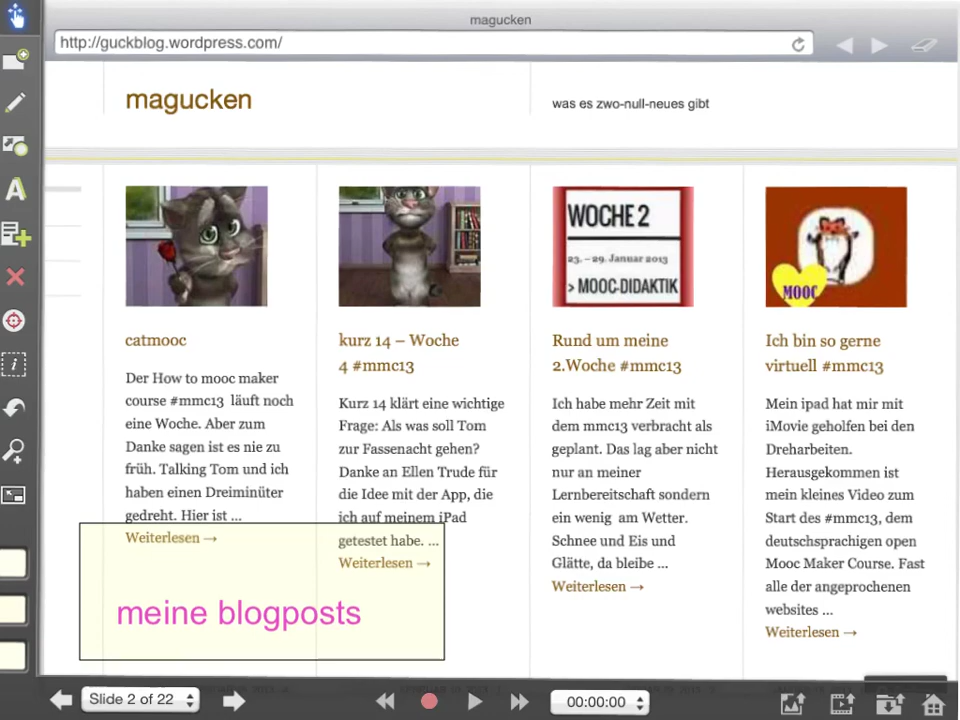 magucken
http://guckblog.wordpress.com/
magucken
was es zwo-null-neues gibt
catmooc
Der How to mooc maker
course #mmc13 läuft noch
eine Woche. Aber zum
Danke sagen ist es nie zu
früh. Talking Tom und ich
haben einen Dreiminüter
gedreht. Hier ist ...
Weiterlesen →
kurz 14 – Woche
4 #mmc13
Kurz 14 klärt eine wichtige
Frage: Als was soll Tom
zur Fassenacht gehen?
Danke an Ellen Trude für
die Idee mit der App, die
ich auf meinem iPad
getestet habe. ...
Weiterlesen →
WOCHE 2
23. – 29. Januar 2013
> MOOC-DIDAKTIK
Rund um meine
2.Woche #mmc13
Ich habe mehr Zeit mit
dem mmc13 verbracht als
geplant. Das lag aber nicht
nur an meiner
Lernbereitschaft sondern
ein wenig am Wetter.
Schnee und Eis und
Glätte, da bleibe ...
Weiterlesen →
MOOC
Ich bin so gerne
virtuell #mmc13
Mein ipad hat mir mit
iMovie geholfen bei den
Dreharbeiten.
Herausgekommen ist
mein kleines Video zum
Start des #mmc13, dem
deutschsprachigen open
Mooc Maker Course. Fast
alle der angeprochenen
websites ...
Weiterlesen →
meine blogposts
Slide 2 of 22
00:00:00